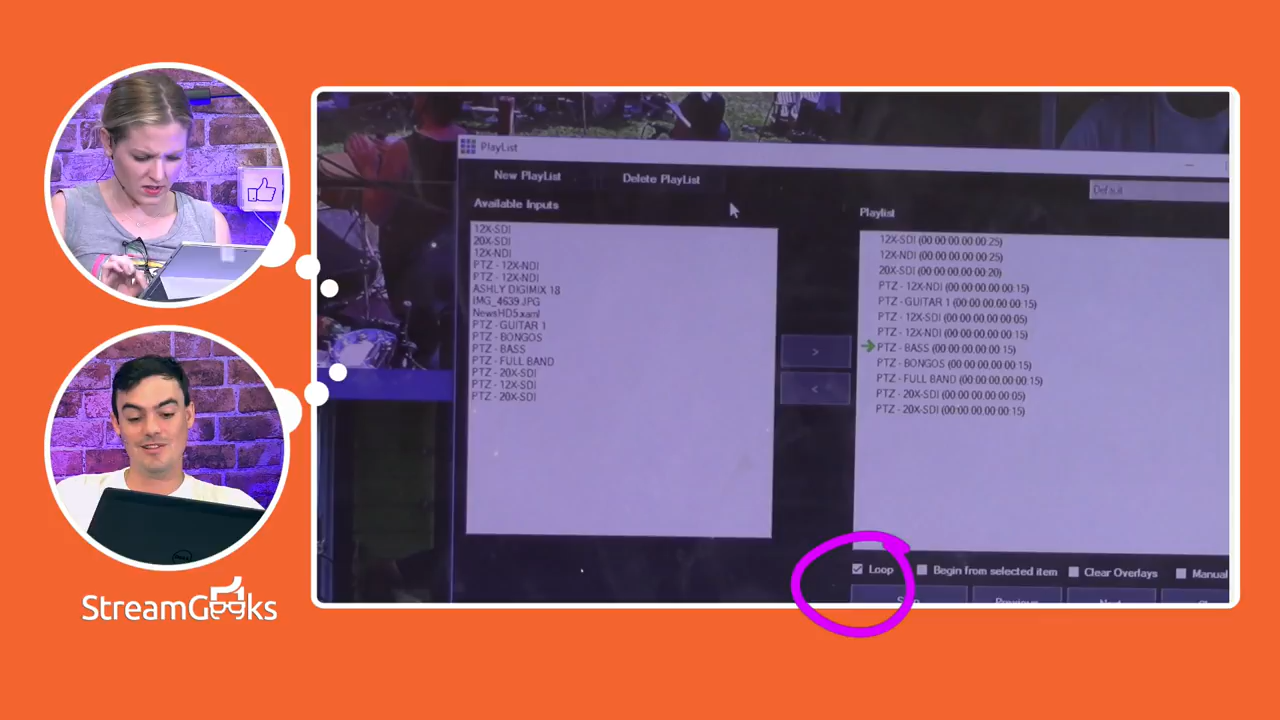 PlayList
New PlayList
Delete PlayList
Default
Available Inputs
12X-SDI
20X-SDI
12X-NDI
PTZ - 12X-NDI
PTZ - 12X-NDI
ASHLY DIGIMIX 18
IMG_4639.JPG
NewsHD5.xaml
PTZ - GUITAR 1
PTZ - BONGOS
PTZ - BASS
PTZ - FULL BAND
PTZ - 20X-SDI
PTZ - 12X-SDI
PTZ - 20X-SDI
>
<
Playlist
12X-SDI (00:00:00.00:00:25)
12X-NDI (00:00:00.00:00:25)
20X-SDI (00:00:00.00:00:20)
PTZ - 12X-NDI (00:00:00.00:00:15)
PTZ - GUITAR 1 (00:00:00.00:00:15)
PTZ - 12X-SDI (00:00:00.00:00:05)
PTZ - 12X-NDI (00:00:00.00:00:15)
PTZ - BASS (00:00:00.00:00:15)
PTZ - BONGOS (00:00:00.00:00:15)
PTZ - FULL BAND (00:00:00.00:00:15)
PTZ - 20X-SDI (00:00:00.00:00:05)
PTZ - 20X-SDI (00:00:00.00:00:15)
Loop
Begin from selected item
Clear Overlays
Manual
Previous
StreamGeeks
DELL